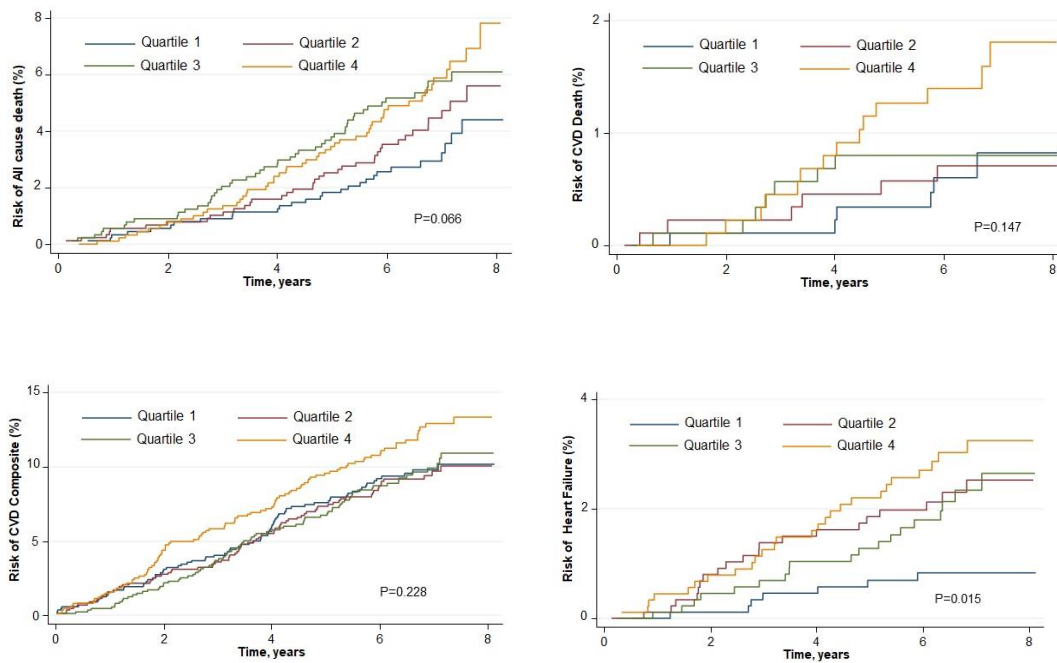 Risk of All cause death (%)
8
6
4
2
0
Quartile 1
Quartile 2
Quartile 3
Quartile 4
P=0.066
0 2 4 6 8
Time, years
Risk of CVD Death (%)
2
1
0
Quartile 1
Quartile 2
Quartile 3
Quartile 4
P=0.147
0 2 4 6 8
Time, years
Risk of CVD Composite (%)
15
10
5
0
Quartile 1
Quartile 2
Quartile 3
Quartile 4
P=0.228
0 2 4 6 8
Time, years
Risk of Heart Failure (%)
4
2
0
Quartile 1
Quartile 2
Quartile 3
Quartile 4
P=0.015
0 2 4 6 8
Time, years